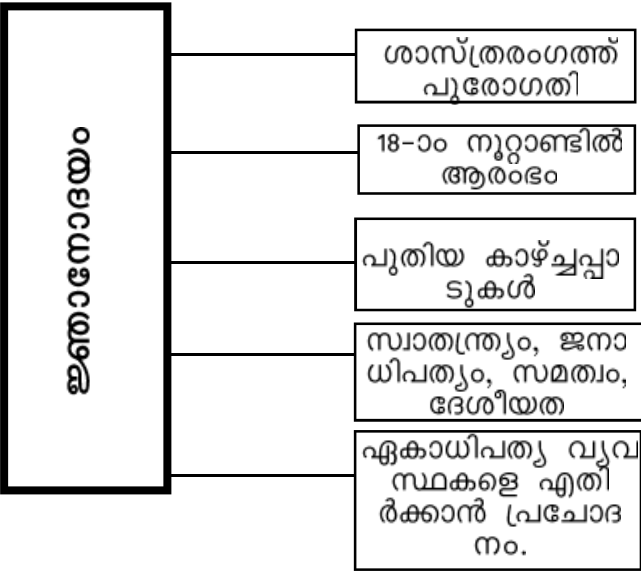 ജ്ഞാനോദയം
ശാസ്ത്രരംഗത്ത്
പുരോഗതി
18-ാം നൂറ്റാണ്ടിൽ
ആരംഭം
പുതിയ കാഴ്ച്ചപ്പാ
ടുകൾ
സ്വാതന്ത്ര്യം, ജനാ
ധിപത്യം, സമത്വം,
ദേശീയത
ഏകാധിപത്യ വ്യവ
സ്ഥകളെ എതി
ർക്കാൻ പ്രചോദ
നം.